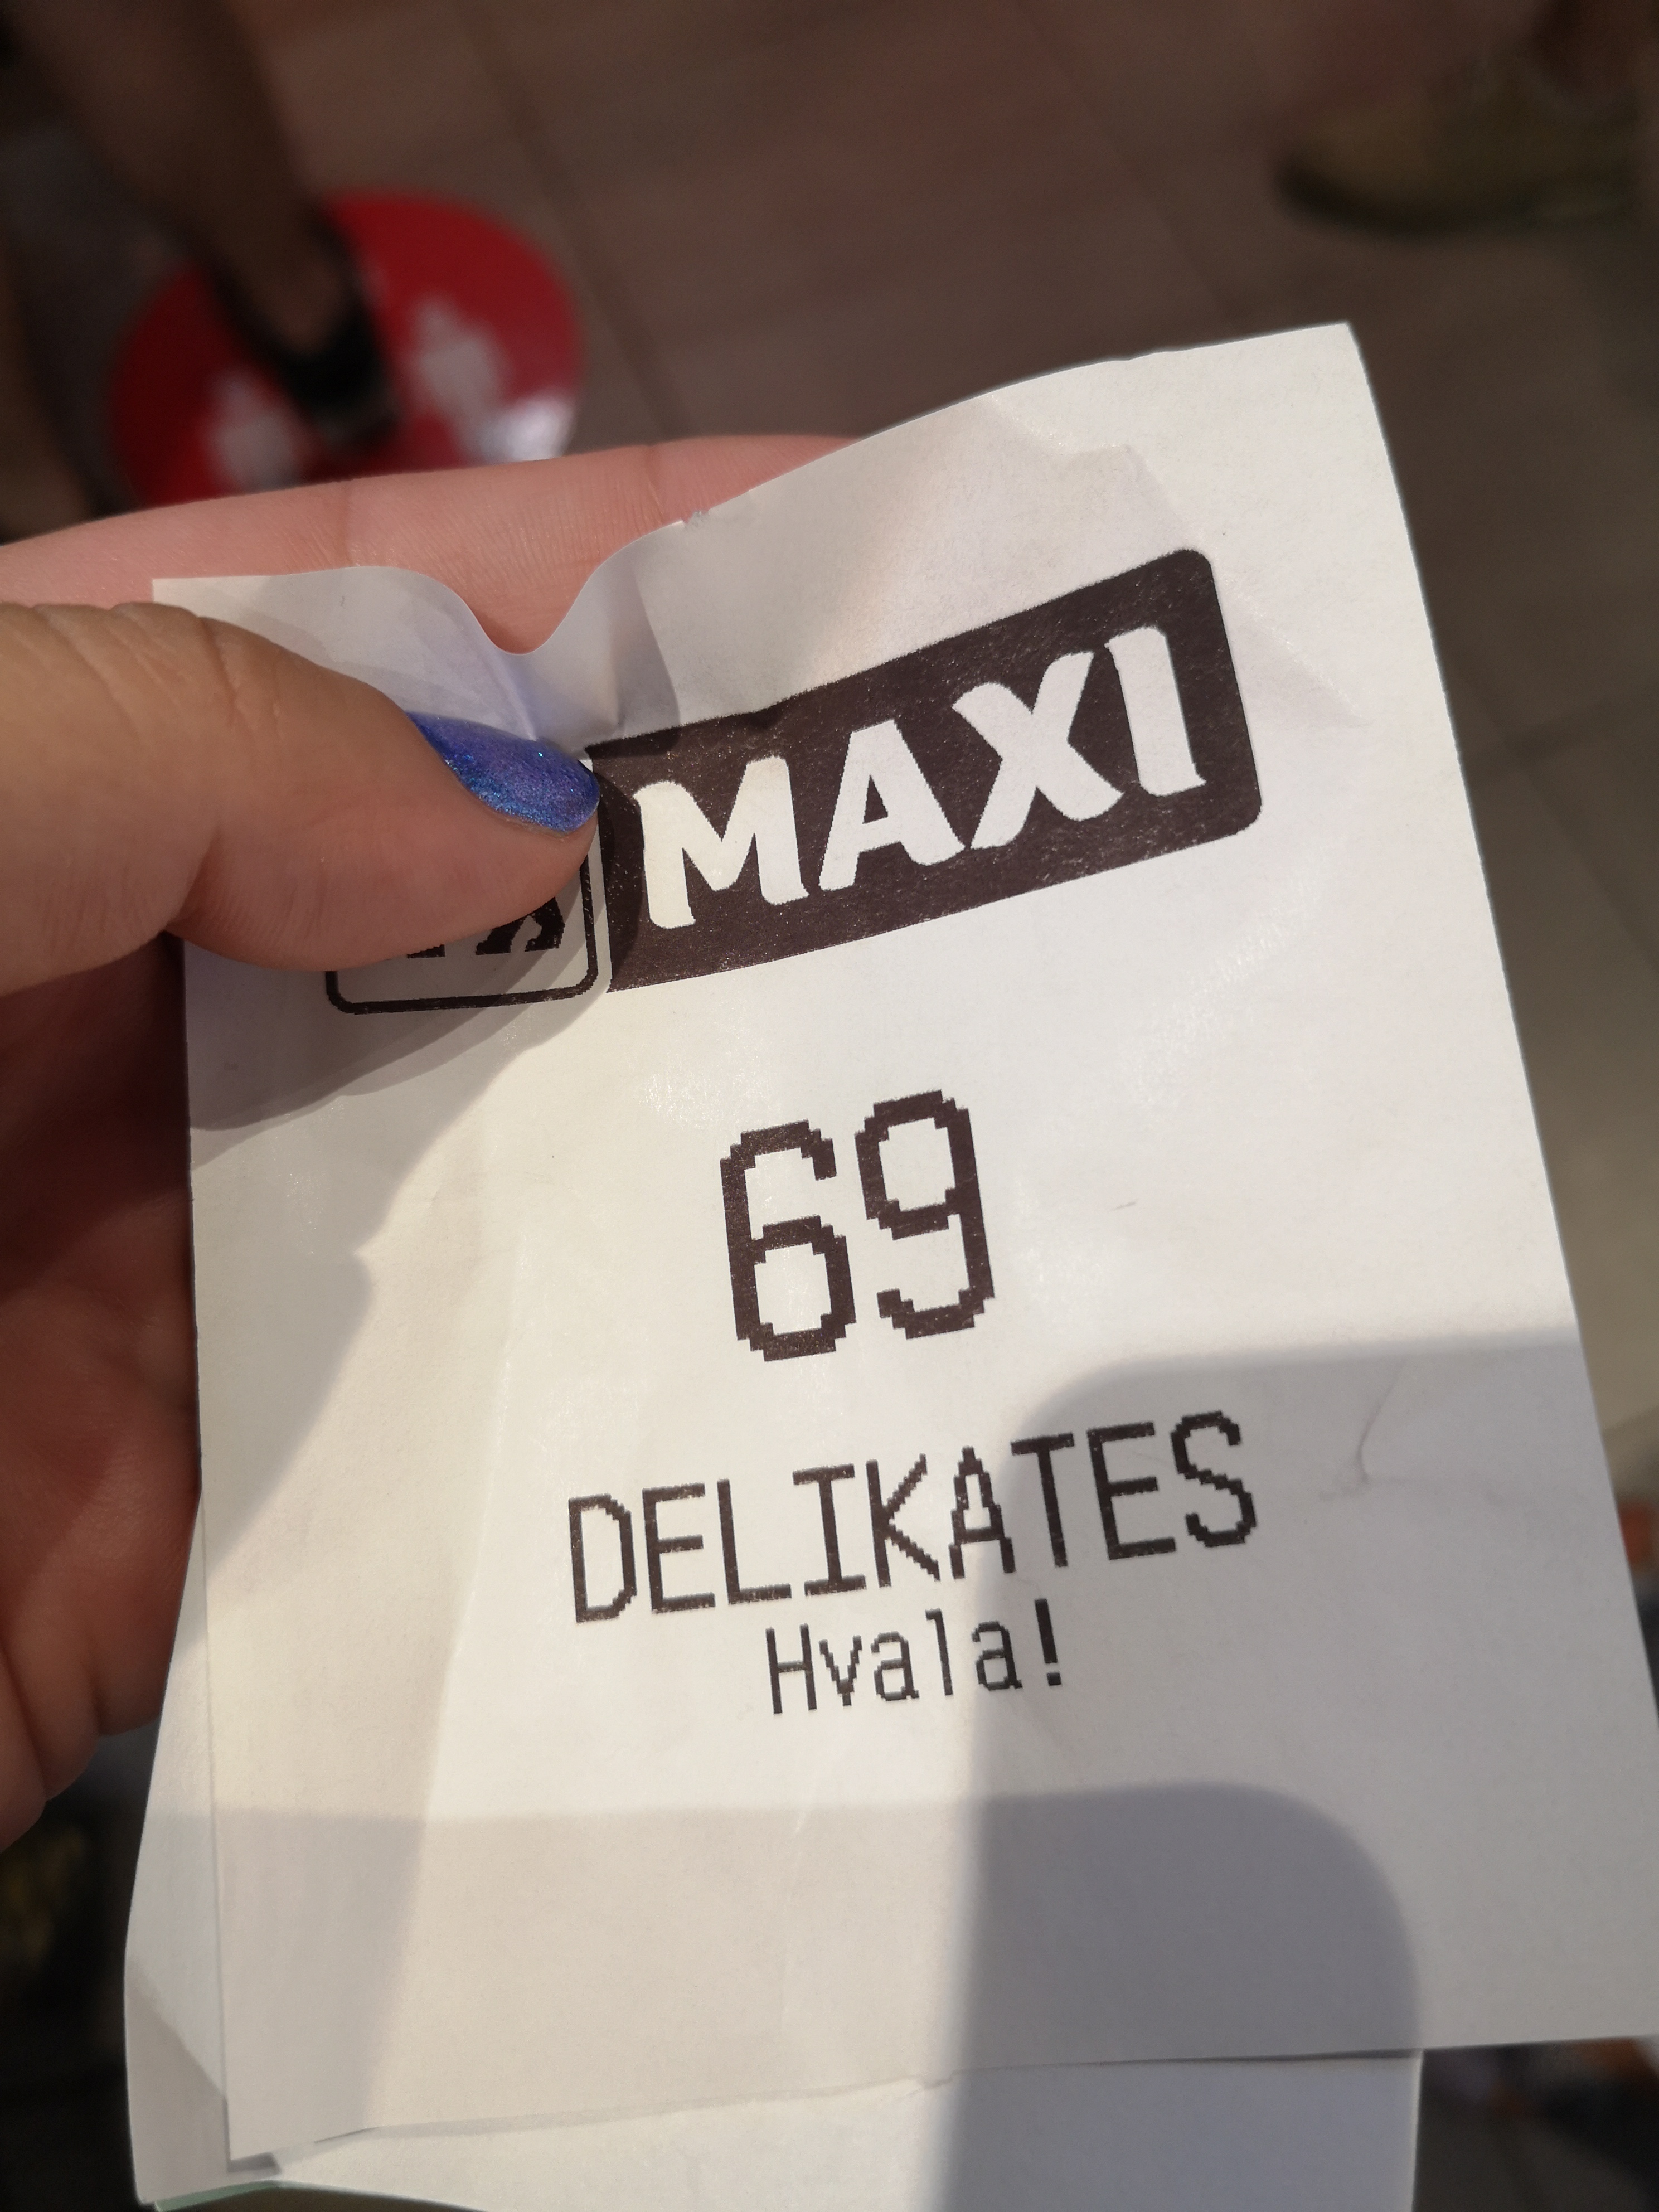 MAXI
69
DELIKATES
Hvala!